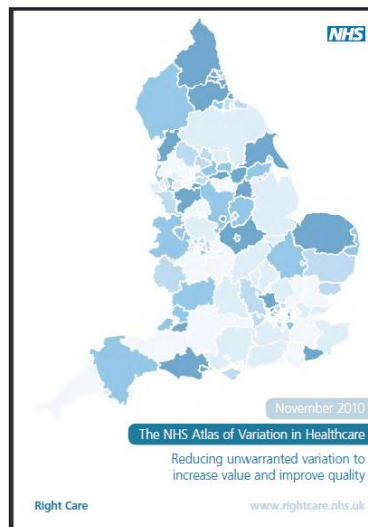 NHS
November 2010
The NHS Atlas of Variation in Healthcare
Reducing unwarranted variation to
increase value and improve quality
Right Care
www.rightcare.nhs.uk